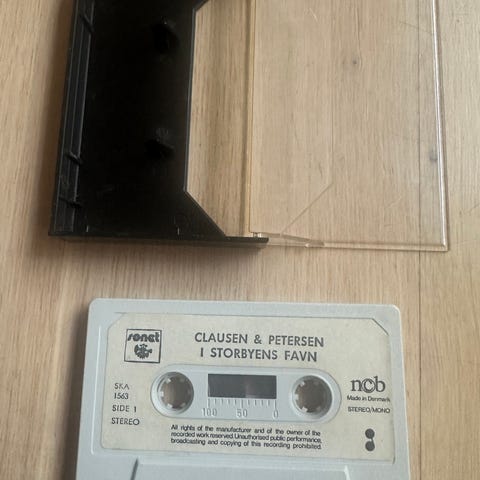 sonet
CLAUSEN & PETERSEN
I STORBYENS FAVN
SKA
1563
SIDE 1
STEREO
100 50 0
ncb
Made in Denmark
STEREO/MONO
All rights of the manufacturer and of the owner of the
recorded work reserved. Unauthorised public performance,
broadcasting and copying of this recording prohibited.